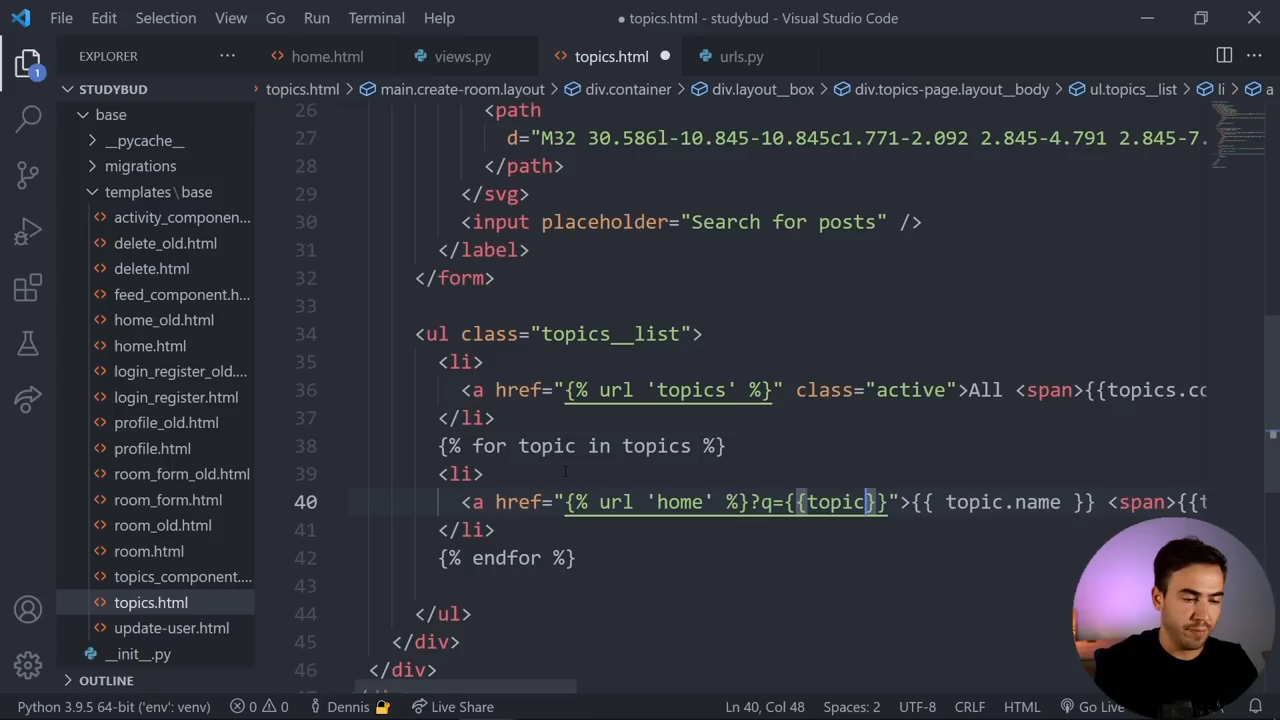 File Edit Selection View Go Run Terminal Help
● topics.html - studybud - Visual Studio Code
EXPLORER
home.html
views.py
topics.html
urls.py
STUDYBUD
topics.html > main.create-room.layout > div.container > div.layout__box > div.topics-page.layout__body > ul.topics__list > li > a
1
base
__pycache__
migrations
templates\base
activity_componen...
delete_old.html
delete.html
feed_component.h...
home_old.html
home.html
login_register_old....
login_register.html
profile_old.html
profile.html
room_form_old.html
room_form.html
room_old.html
room.html
topics_component....
topics.html
update-user.html
__init__.py
OUTLINE
26 <path
27 d="M32 30.586l-10.845-10.845c1.771-2.092 2.845-4.791 2.845-7.
28 </path>
29 </svg>
30 <input placeholder="Search for posts" />
31 </label>
32 </form>
33
34 <ul class="topics__list">
35 <li>
36 <a href="{% url 'topics' %}" class="active">All <span>{{topics.co
37 </li>
38 {% for topic in topics %}
39 <li>
40 <a href="{% url 'home' %}?q={{topic}}">{{ topic.name }} <span>{{t
41 </li>
42 {% endfor %}
43
44 </ul>
45 </div>
46 </div>
Python 3.9.5 64-bit ('env': venv) 0 0 Dennis Live Share Ln 40, Col 48 Spaces: 2 UTF-8 CRLF HTML Go Live